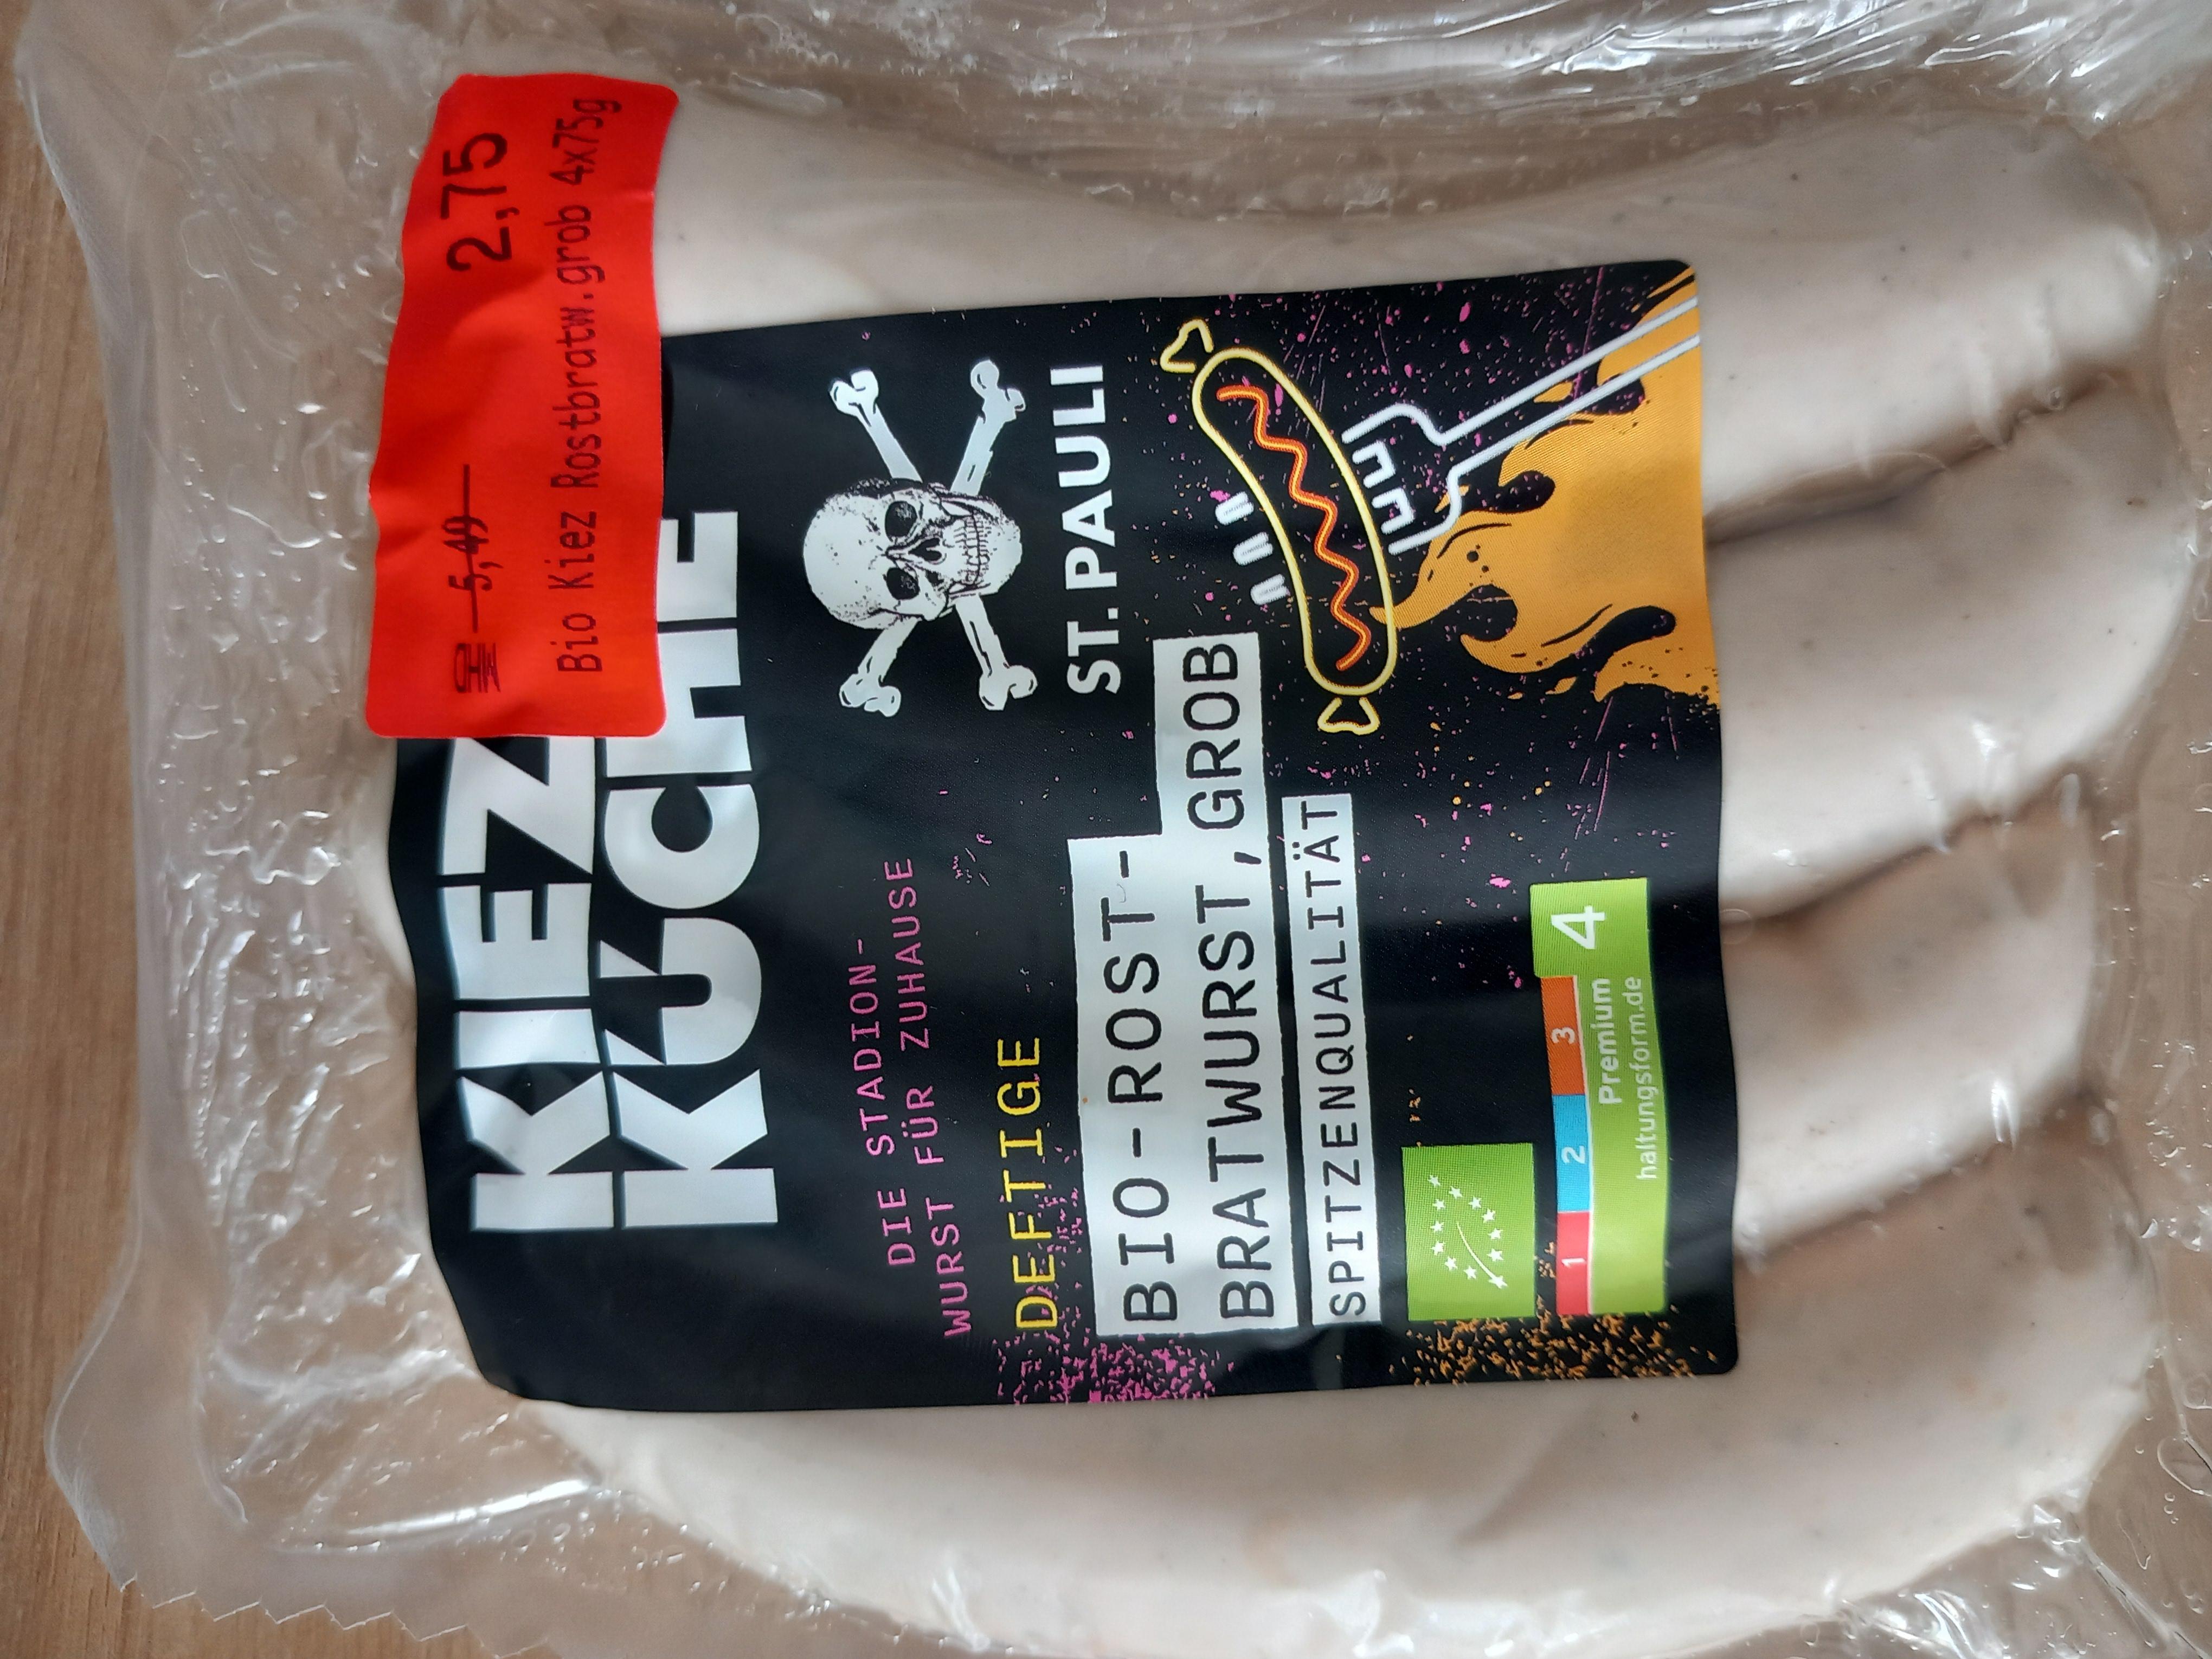 5,49 2,75
Bio Kiez Rostbratw.grob 4x75g
KIEZ
KÜCHE
DIE STADION-
WURST FÜR ZUHAUSE
ST. PAULI
DEFTIGE
BIO-ROST-
BRATWURST, GROB
SPITZENQUALITÄT
1 2 3 4
Premium
haltungsform.de